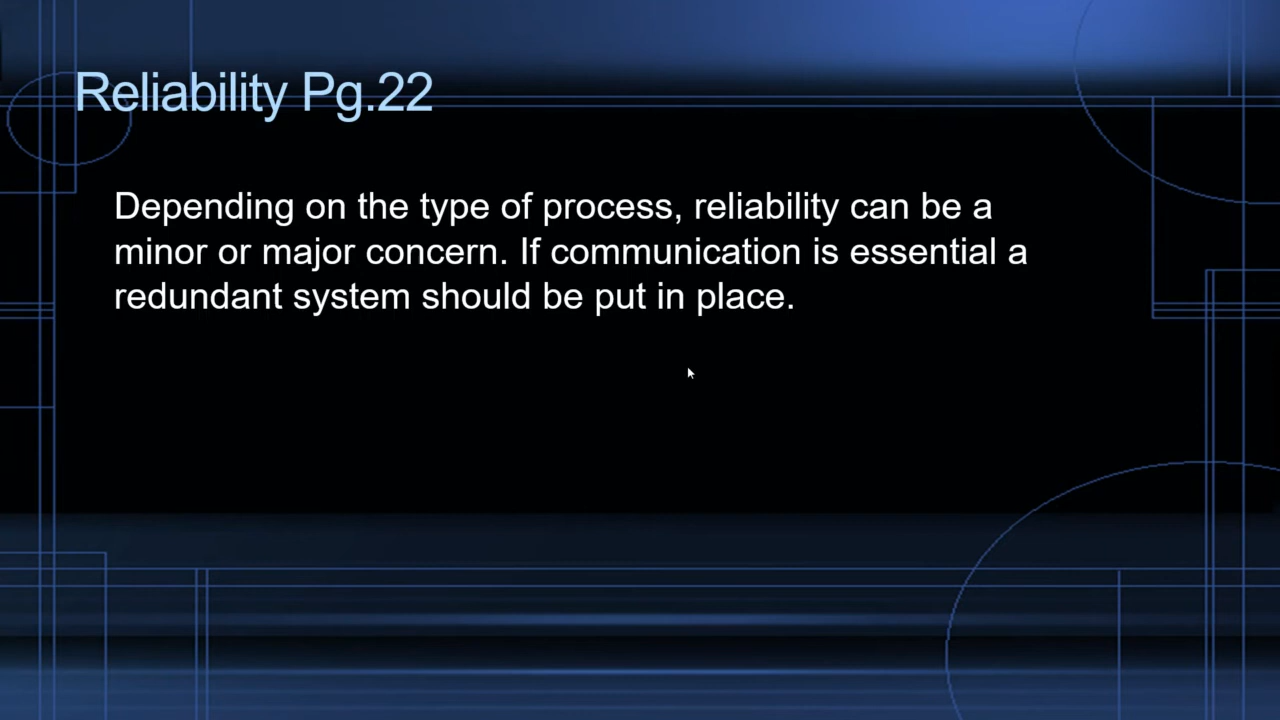 Reliability Pg.22
Depending on the type of process, reliability can be a
minor or major concern. If communication is essential a
redundant system should be put in place.